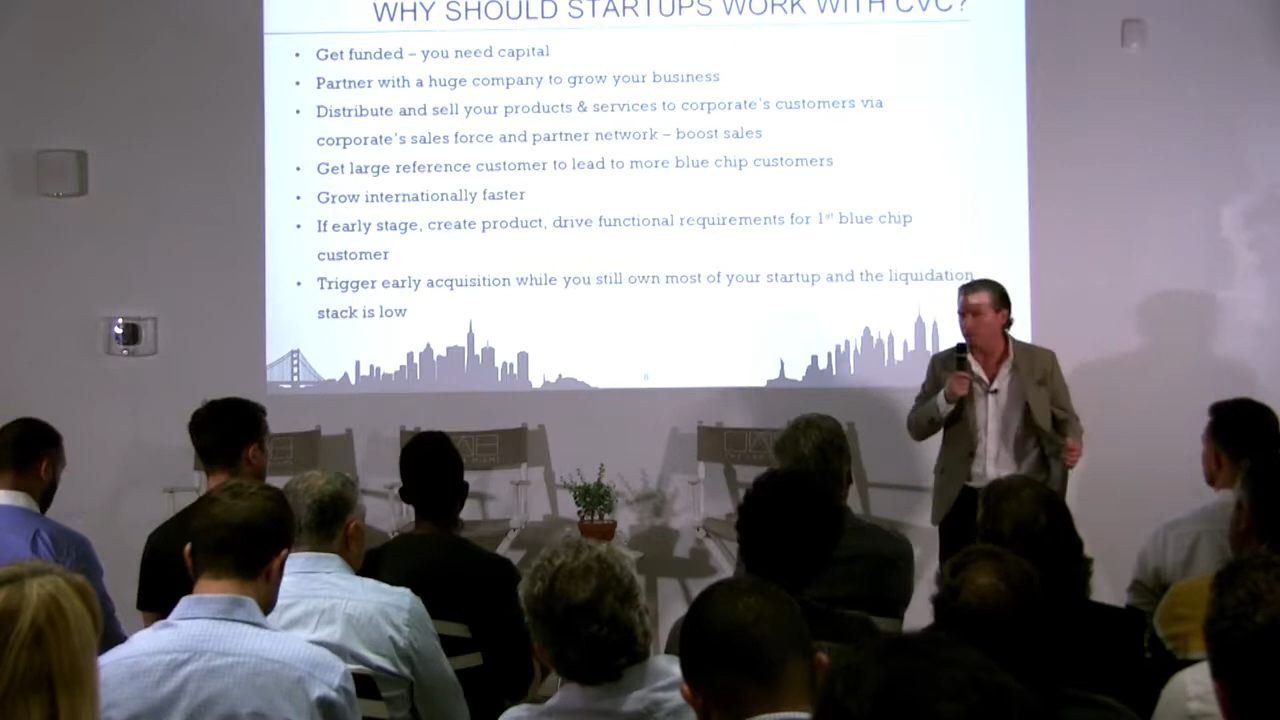 WHY SHOULD STARTUPS WORK WITH CVC?
• Get funded – you need capital
• Partner with a huge company to grow your business
• Distribute and sell your products & services to corporate's customers via
corporate's sales force and partner network – boost sales
• Get large reference customer to lead to more blue chip customers
• Grow internationally faster
• If early stage, create product, drive functional requirements for 1st blue chip
customer
• Trigger early acquisition while you still own most of your startup and the liquidation
stack is low